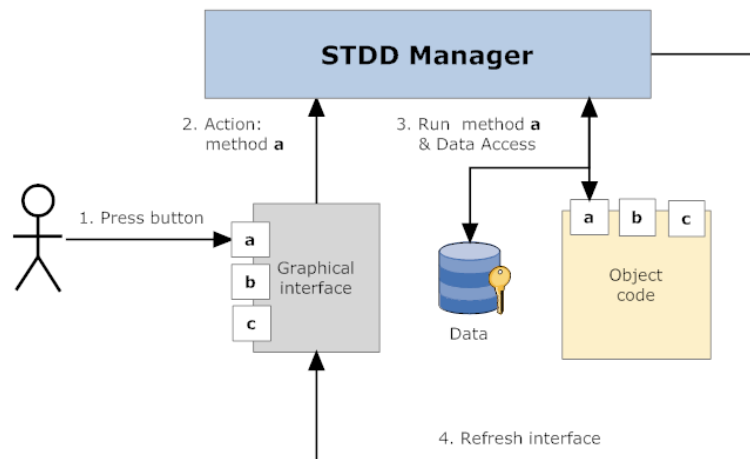 STDD Manager
2. Action:
method a
3. Run method a
& Data Access
1. Press button
a
b
c
Graphical
interface
Data
a
b
c
Object
code
4. Refresh interface